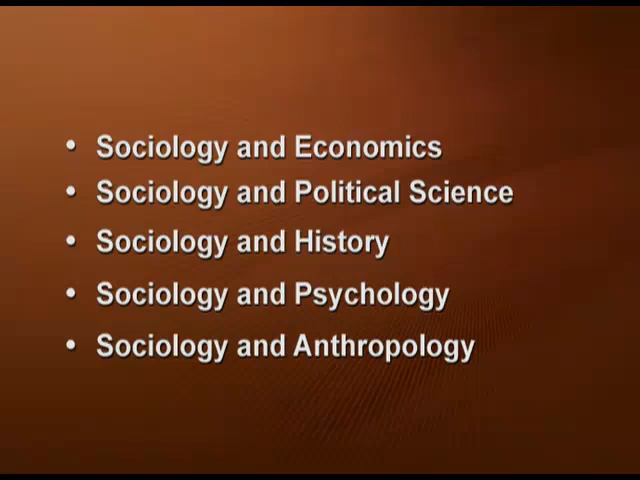 • Sociology and Economics
• Sociology and Political Science
• Sociology and History
• Sociology and Psychology
• Sociology and Anthropology